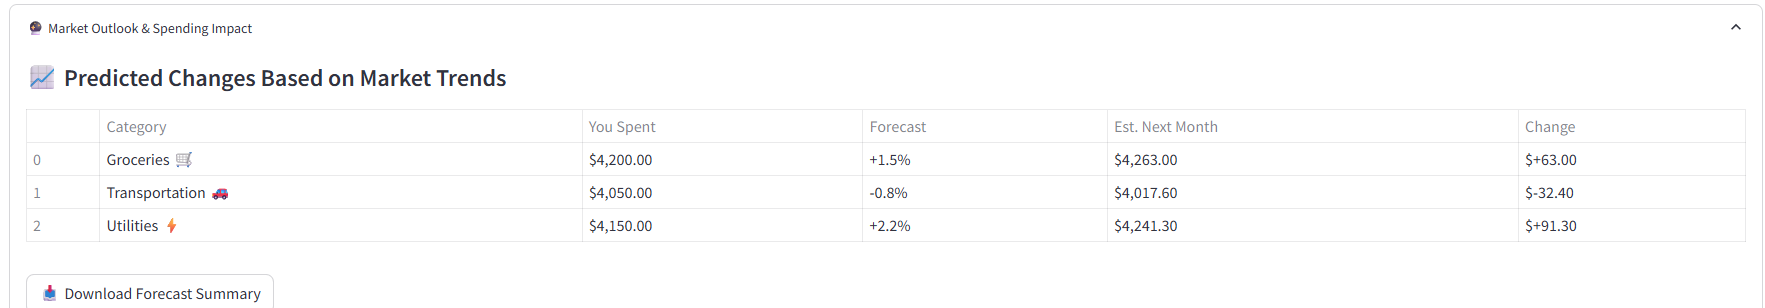 Market Outlook & Spending Impact
Predicted Changes Based on Market Trends
Category You Spent Forecast Est. Next Month Change
0 Groceries $4,200.00 +1.5% $4,263.00 $+63.00
1 Transportation $4,050.00 -0.8% $4,017.60 $-32.40
2 Utilities $4,150.00 +2.2% $4,241.30 $+91.30
Download Forecast Summary